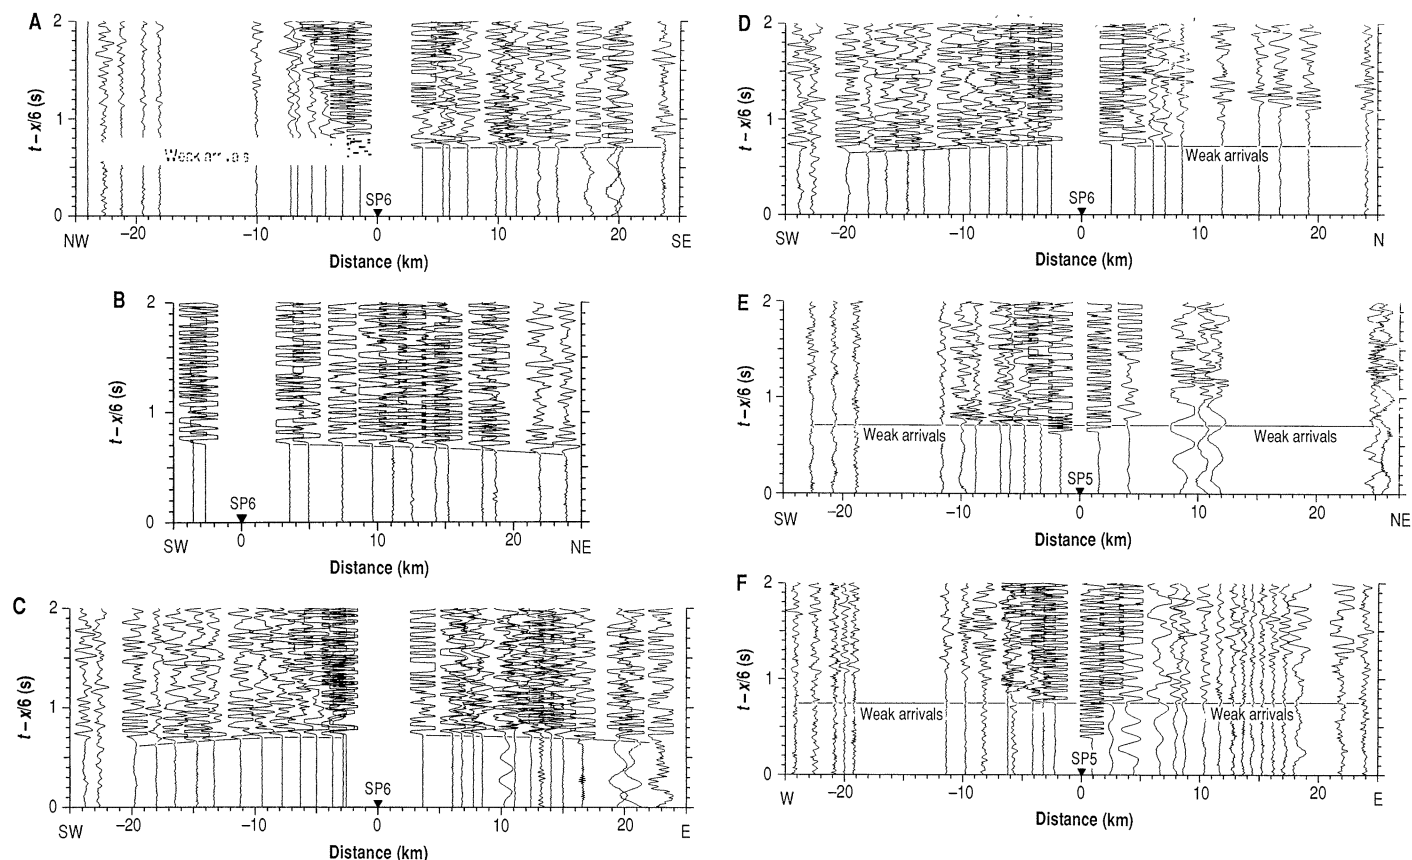 A
t – x/6 (s)
2
1
0
Weak arrivals
SP6
NW
–20
–10
0
10
20
SE
Distance (km)
B
t – x/6 (s)
2
1
0
SP6
SW
0
10
20
NE
Distance (km)
C
t – x/6 (s)
2
1
0
SP6
SW
–20
–10
0
10
20
E
Distance (km)
D
t – x/6 (s)
2
1
0
Weak arrivals
SP6
SW
–20
–10
0
10
20
N
Distance (km)
E
t – x/6 (s)
2
1
0
Weak arrivals
Weak arrivals
SP5
SW
–20
–10
0
10
20
NE
Distance (km)
F
t – x/6 (s)
2
1
0
Weak arrivals
Weak arrivals
SP5
W
–20
–10
0
10
20
E
Distance (km)